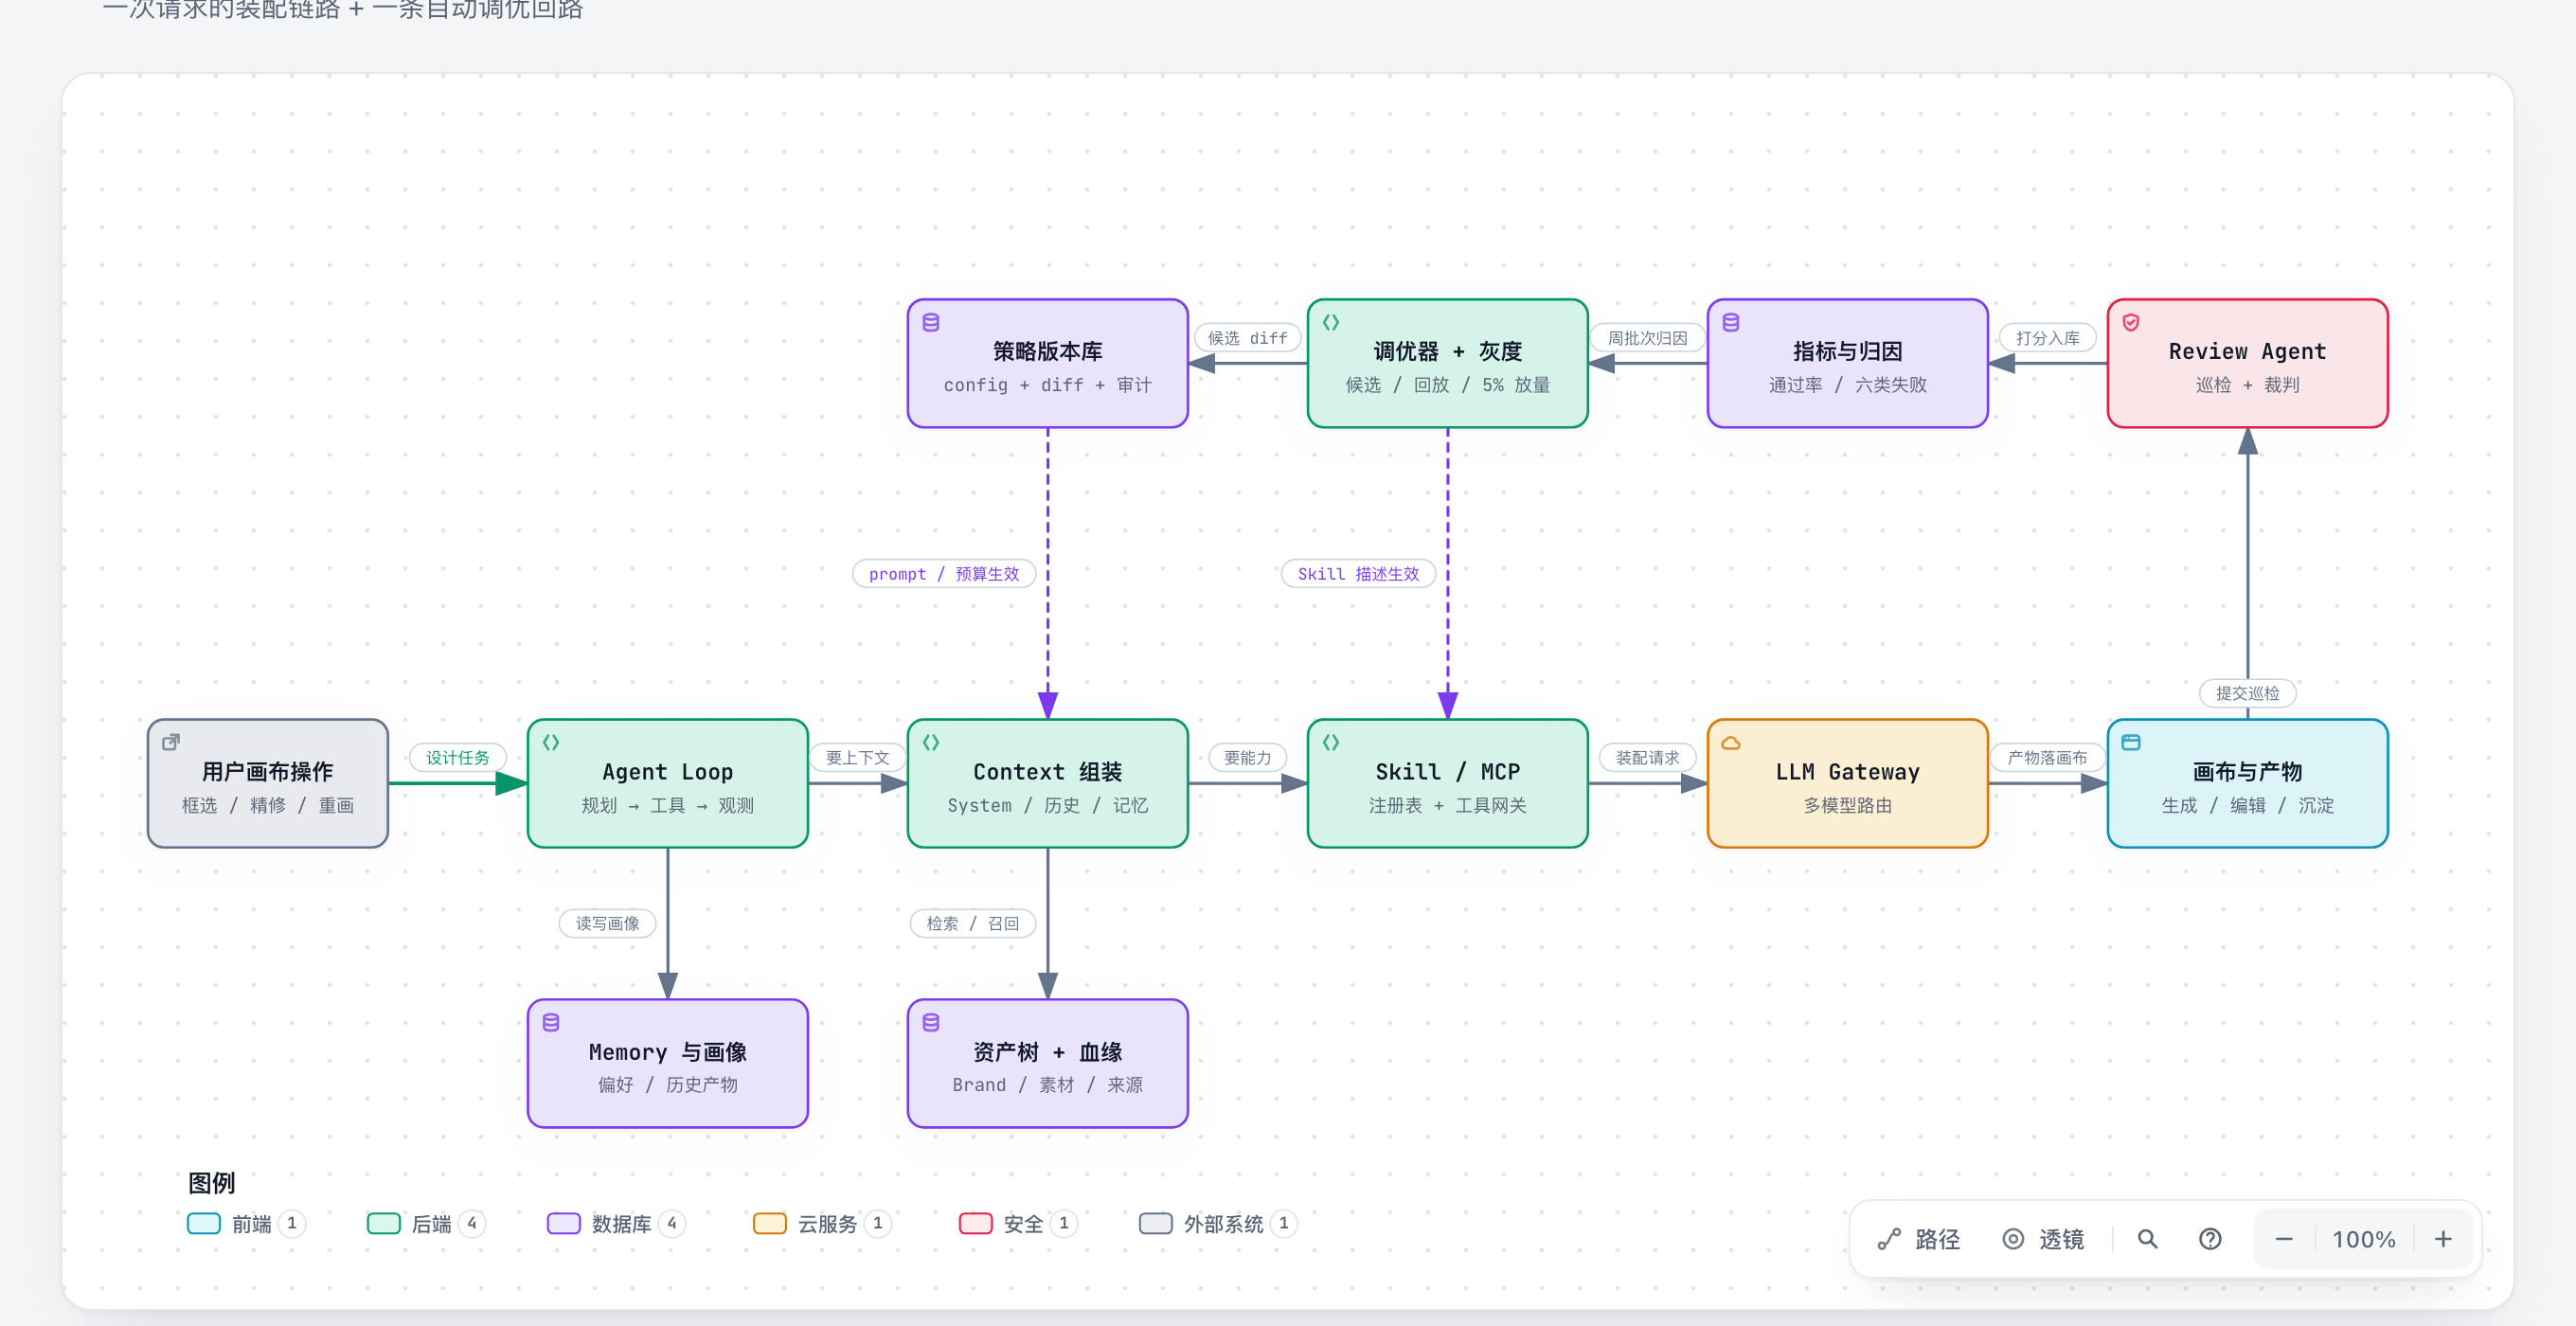 一次请求的装配链路 + 一条自动调优回路
策略版本库
config + diff + 审计
候选 diff
调优器 + 灰度
候选 / 回放 / 5% 放量
周批次归因
指标与归因
通过率 / 六类失败
打分入库
Review Agent
巡检 + 裁判
prompt / 预算生效
Skill 描述生效
提交巡检
用户画布操作
框选 / 精修 / 重画
设计任务
Agent Loop
规划 → 工具 → 观测
要上下文
Context 组装
System / 历史 / 记忆
要能力
Skill / MCP
注册表 + 工具网关
装配请求
LLM Gateway
多模型路由
产物落画布
画布与产物
生成 / 编辑 / 沉淀
读写画像
检索 / 召回
Memory 与画像
偏好 / 历史产物
资产树 + 血缘
Brand / 素材 / 来源
图例
前端 1
后端 4
数据库 4
云服务 1
安全 1
外部系统 1
路径
透镜
100%